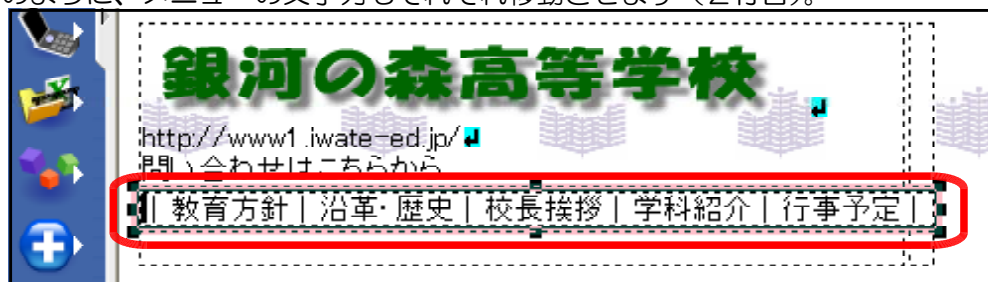 のように、メニューの文字列もそれぞれ移動させます（2行目）。
銀河の森高等学校
http://www1.iwate-ed.jp/
問い合わせはこちらから
| 教育方針 | 沿革・歴史 | 校長挨拶 | 学科紹介 | 行事予定 |